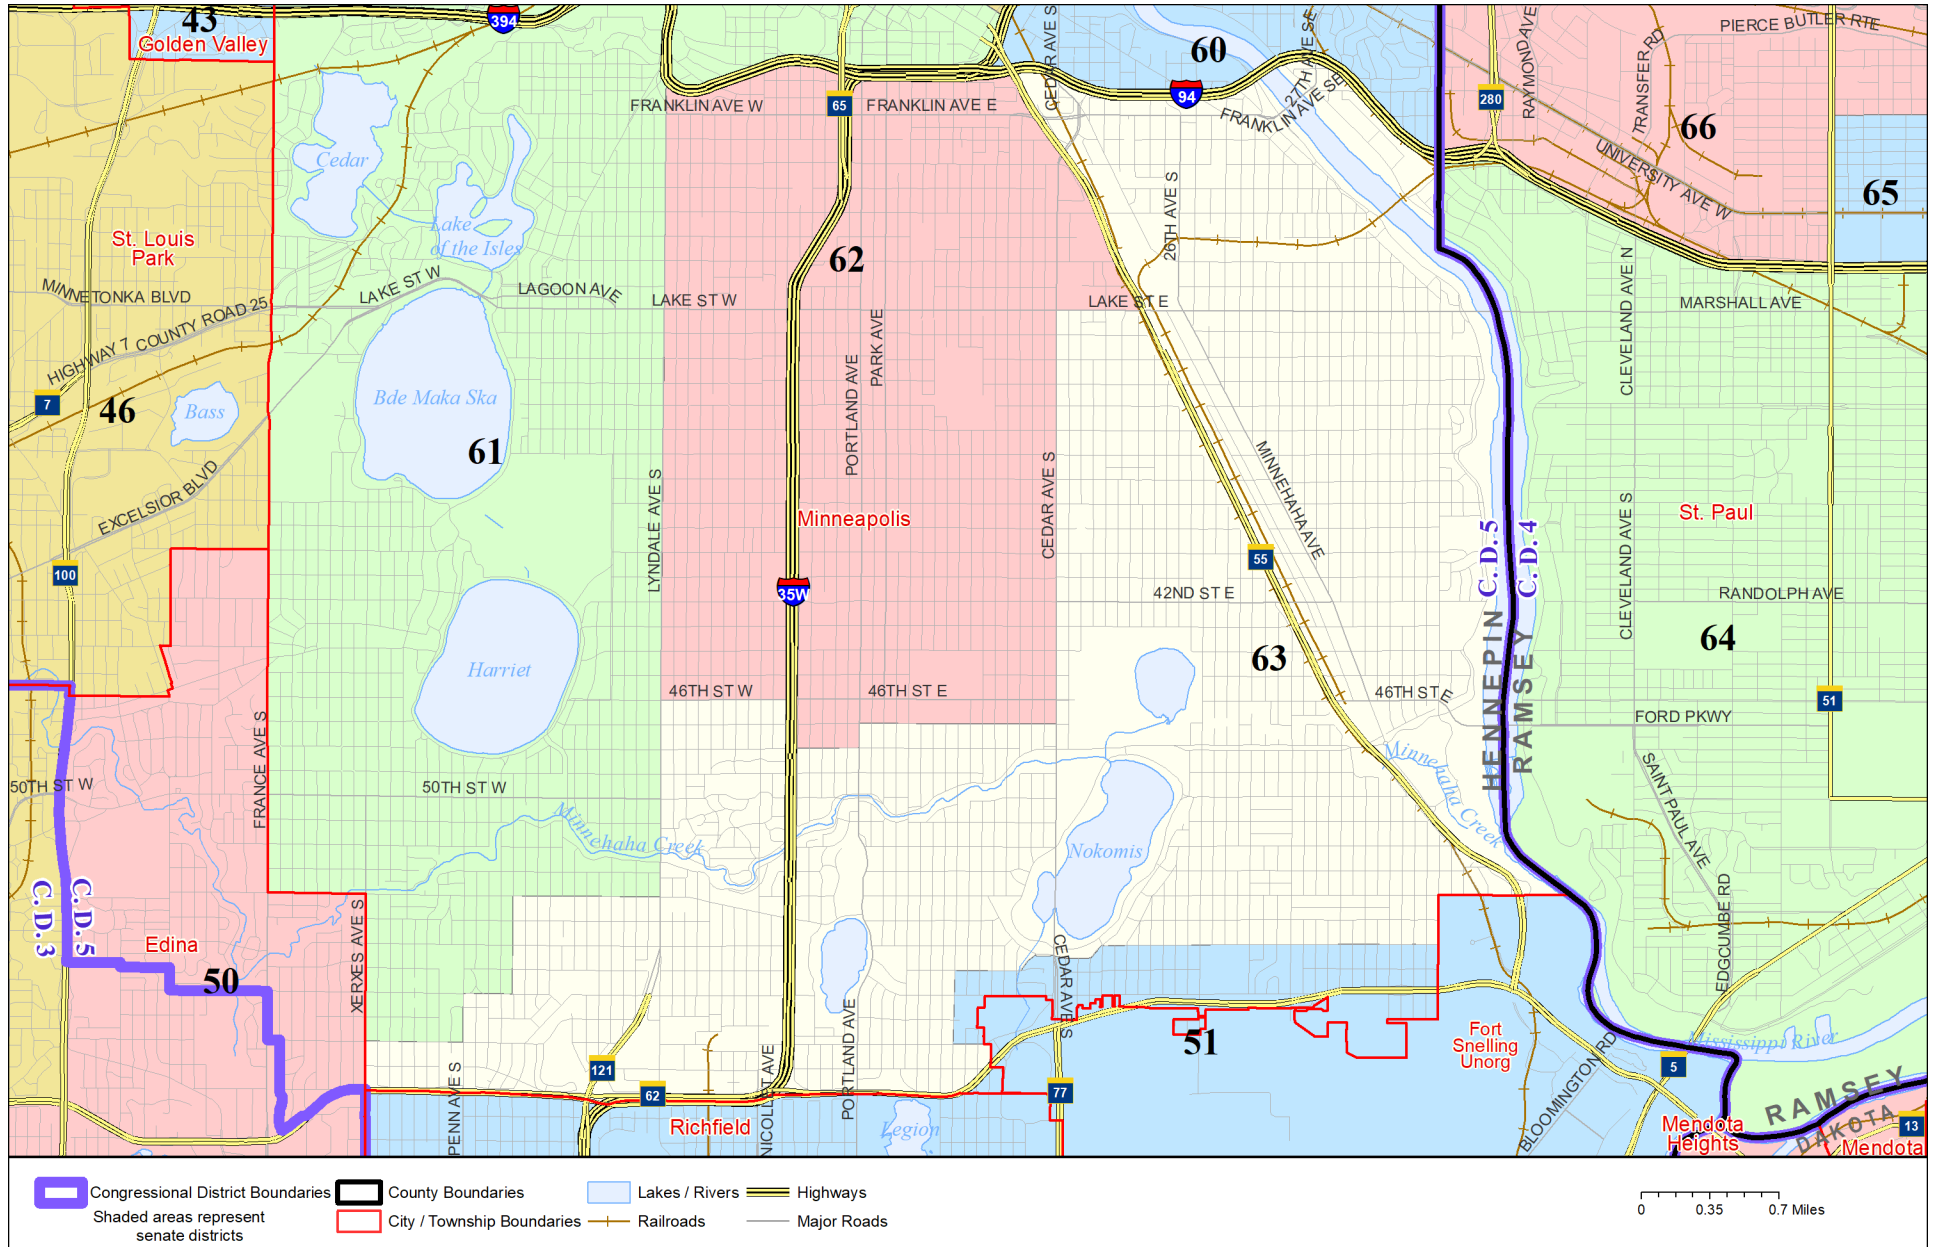 43
Golden Valley
394
65
FRANKLIN AVE W
FRANKLIN AVE E
CEDAR AVE S
60
94
27TH AVE SE
FRANKLIN AVE SE
280
RAYMOND AVE
TRANSFER RD
PIERCE BUTLER RTE
66
UNIVERSITY AVE W
65
Cedar
Lake
of the Isles
St. Louis
Park
62
26TH AVE S
MINNETONKA BLVD
LAKE ST W
LAGOON AVE
LAKE ST W
LAKE ST E
MARSHALL AVE
CLEVELAND AVE N
HIGHWAY 7
COUNTY ROAD 25
7
46
Bass
Bde Maka Ska
61
PARK AVE
PORTLAND AVE
EXCELSIOR BLVD
LYNDALE AVE S
Minneapolis
CEDAR AVE S
MINNEHAHA AVE
55
C.D. 5
C.D. 4
CLEVELAND AVE S
St. Paul
100
35W
42ND ST E
RANDOLPH AVE
63
64
HENNEPIN
RAMSEY
Harriet
46TH ST W
46TH ST E
46TH ST E
51
FORD PKWY
FRANCE AVE S
50TH ST W
50TH ST W
Minnehaha Creek
Minnehaha Creek
SAINT PAUL AVE
Nokomis
C.D. 3
C.D. 5
Edina
50
XERXES AVE S
CEDAR AVE S
EDGCUMBE RD
51
Fort
Snelling
Unorg
Mississippi River
BLOOMINGTON RD
PENN AVE S
121
62
NICOLLET AVE
PORTLAND AVE
77
5
Richfield
Legion
Mendota
Heights
RAMSEY
DAKOTA
13
Mendota
Congressional District Boundaries
County Boundaries
Lakes / Rivers
Highways
Shaded areas represent
senate districts
City / Township Boundaries
Railroads
Major Roads
0 0.35 0.7 Miles